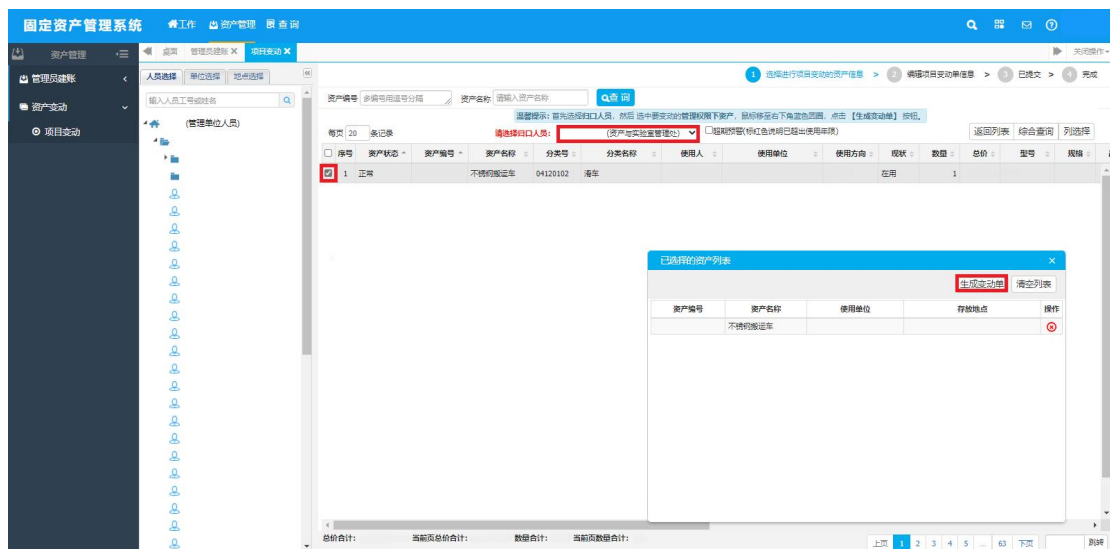 固定资产管理系统 工作 资产管理 查询
资产管理 桌面 管理员建账 X 项目变动 X 关闭操作
管理员建账
资产变动
项目变动
人员选择 单位选择 地点选择
输入人员工号或姓名
(管理单位人员)
1 选择进行项目变动的资产信息 > 2 编辑项目变动单信息 > 3 已提交 > 4 完成
资产编号 多编号用逗号分隔 资产名称 请输入资产名称 查 询
温馨提示: 首先选择归口人员, 然后 选中要变动的管理权限下资产, 鼠标移至右下角蓝色圆圈, 点击 【生成变动单】 按钮。
每页 20 条记录 请选择归口人员: (资产与实验室管理处) 超期预警(标红色说明已超出使用年限) 返回列表 综合查询 列选择
序号 资产状态 资产编号 资产名称 分类号 分类名称 使用人 使用单位 使用方向 现状 数量 总价 型号 规格
1 正常 不锈钢搬运车 04120102 渣车 在用 1
已选择的资产列表 ×
生成变动单 清空列表
资产编号 资产名称 使用单位 存放地点 操作
不锈钢搬运车
总价合计: 当前页总价合计: 数量合计: 当前页数量合计:
上页 1 2 3 4 5 ... 63 下页 跳转